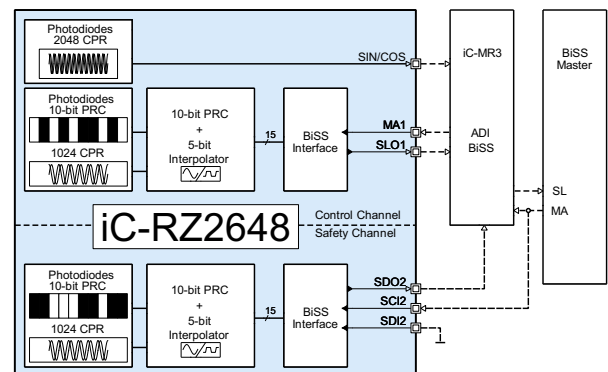 Photodiodes
2048 CPR
SIN/COS
iC-MR3
BiSS
Master
Photodiodes
10-bit PRC
1024 CPR
10-bit PRC
+
5-bit
Interpolator
15
BiSS
Interface
MA1
SLO1
ADI
BiSS
SL
MA
iC-RZ2648
Control Channel
Safety Channel
Photodiodes
10-bit PRC
1024 CPR
10-bit PRC
+
5-bit
Interpolator
15
BiSS
Interface
SDO2
SCI2
SDI2